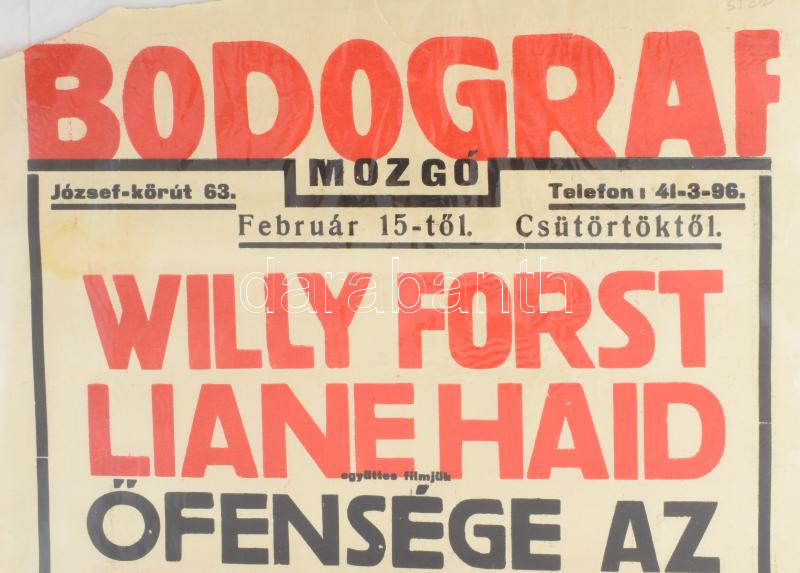 BODOGRAF
MOZGÓ
József-körút 63. Telefon: 41-3-96.
Február 15-től. Csütörtöktől.
WILLY FORST
LIANE HAID
együttes filmjük
ŐFENSÉGE AZ
darabanth